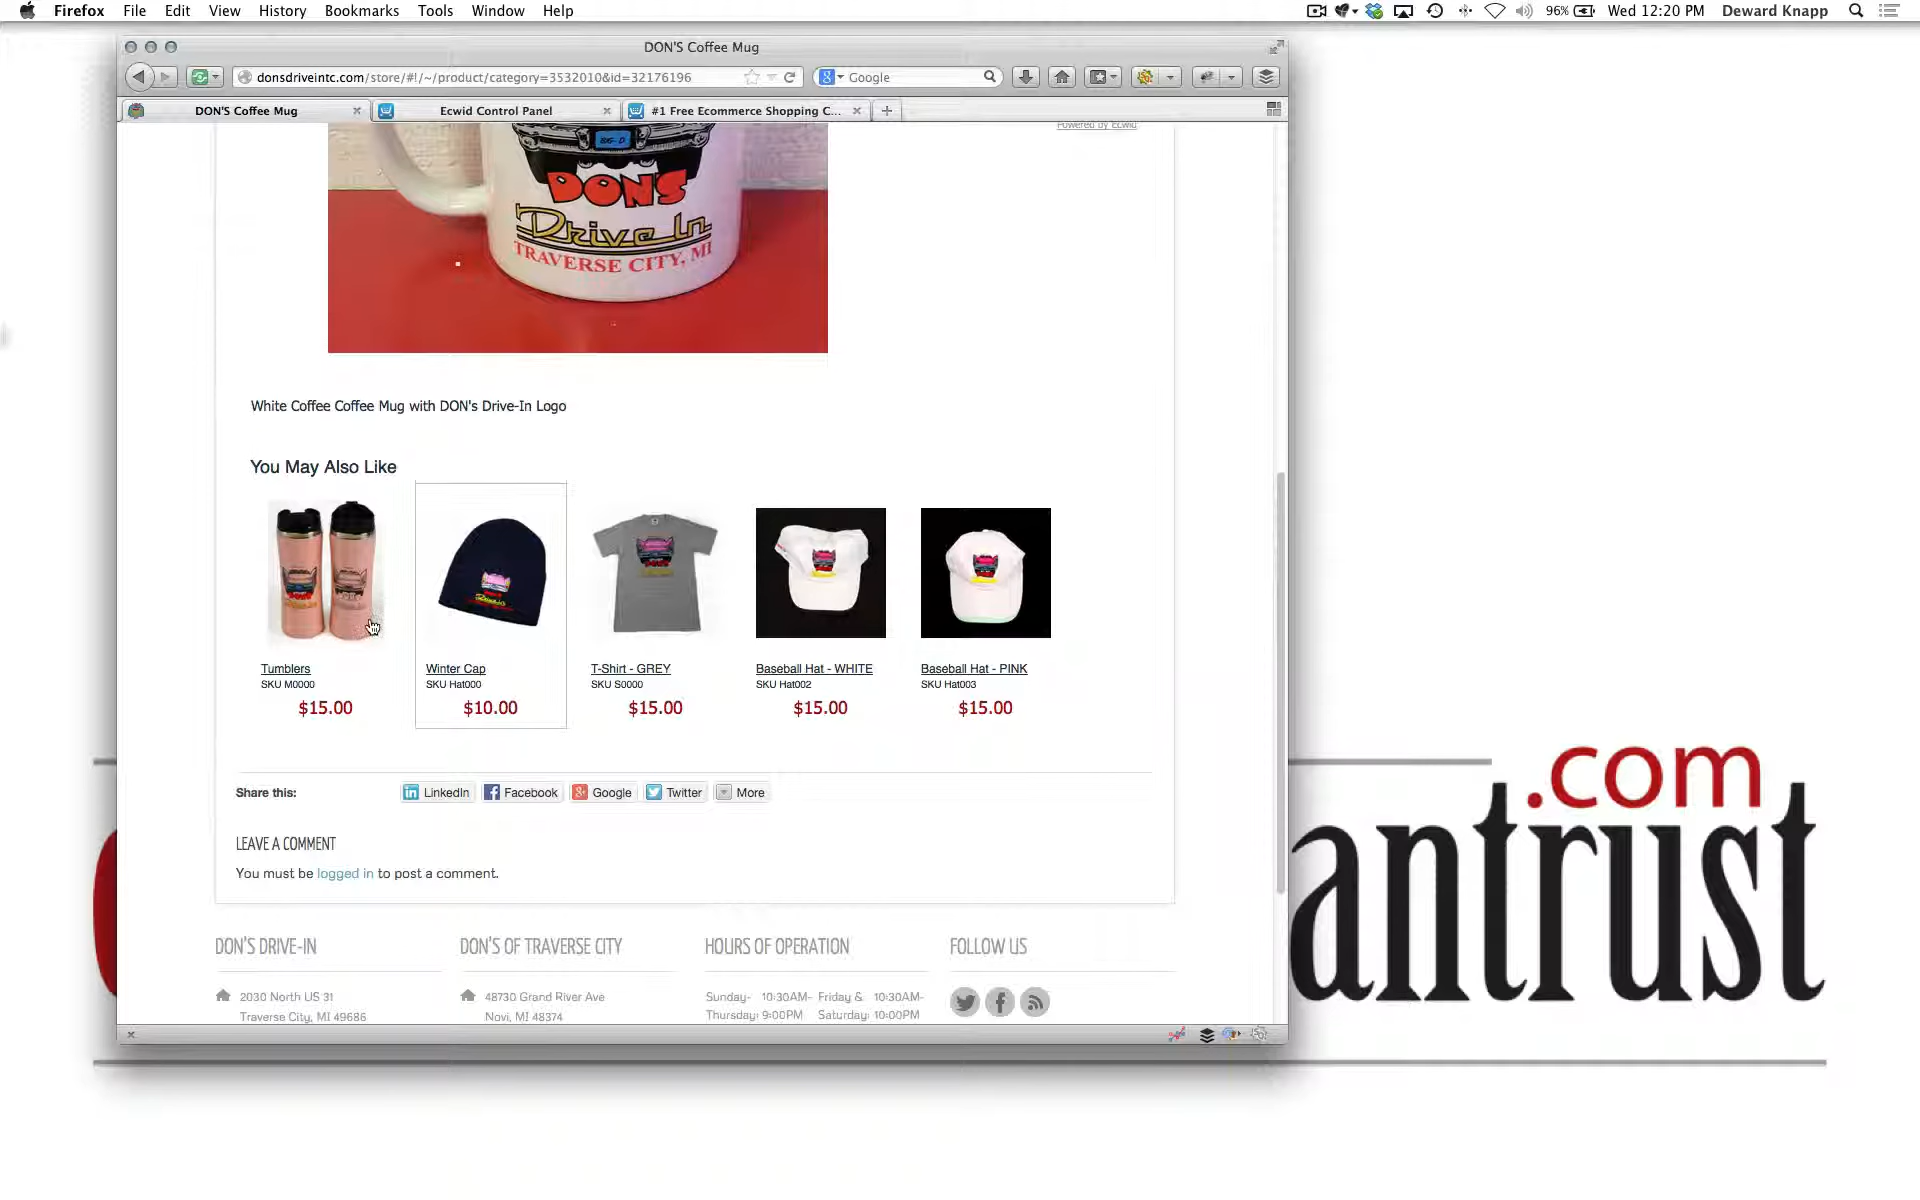 Firefox File Edit View History Bookmarks Tools Window Help
96% Wed 12:20 PM Deward Knapp
DON'S Coffee Mug
donsdriveintc.com/store/#!/~/product/category=3532010&id=32176196
Google
DON'S Coffee Mug
Ecwid Control Panel
#1 Free Ecommerce Shopping C...
Powered by Ecwid
BIG-D
DON'S
Drive In
TRAVERSE CITY, MI
White Coffee Coffee Mug with DON's Drive-In Logo
You May Also Like
Tumblers
SKU M0000
$15.00
Winter Cap
SKU Hat000
$10.00
T-Shirt - GREY
SKU S0000
$15.00
Baseball Hat - WHITE
SKU Hat002
$15.00
Baseball Hat - PINK
SKU Hat003
$15.00
Share this: LinkedIn Facebook Google Twitter More
LEAVE A COMMENT
You must be logged in to post a comment.
DON'S DRIVE-IN
2030 North US 31
Traverse City, MI 49686
DON'S OF TRAVERSE CITY
48730 Grand River Ave
Novi, MI 48374
HOURS OF OPERATION
Sunday- 10:30AM- Friday & 10:30AM-
Thursday: 9:00PM Saturday: 10:00PM
FOLLOW US
.com
antrust